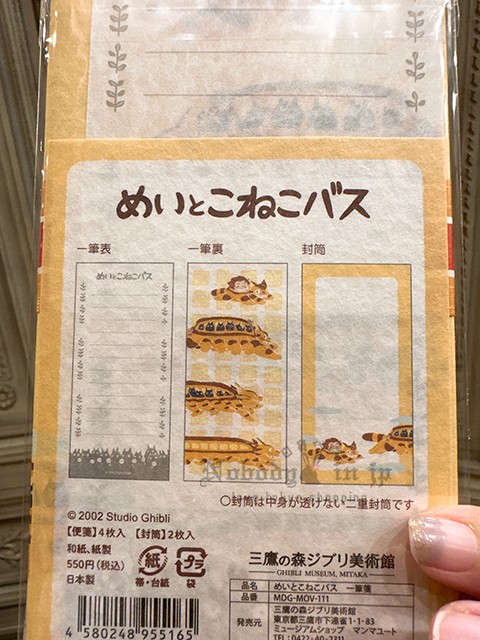 めいとこねこバス
一筆表
一筆裏
封筒
めいとこねこバス
Nobody in jp
○封筒は中身が透けない二重封筒です
© 2002 Studio Ghibli
【便箋】4枚入 【封筒】2枚入
和紙、紙製
550円（税込）
日本製
紙
帯・台紙
プラ
袋
三鷹の森ジブリ美術館
GHIBLI MUSEUM, MITAKA
品名 めいとこねこバス 一筆箋
品番 MDG-MOV-111
発売元 三鷹の森ジブリ美術館
東京都三鷹市下連雀1-1-83
ミュージアムショップ マンマユート
4 580248 955165